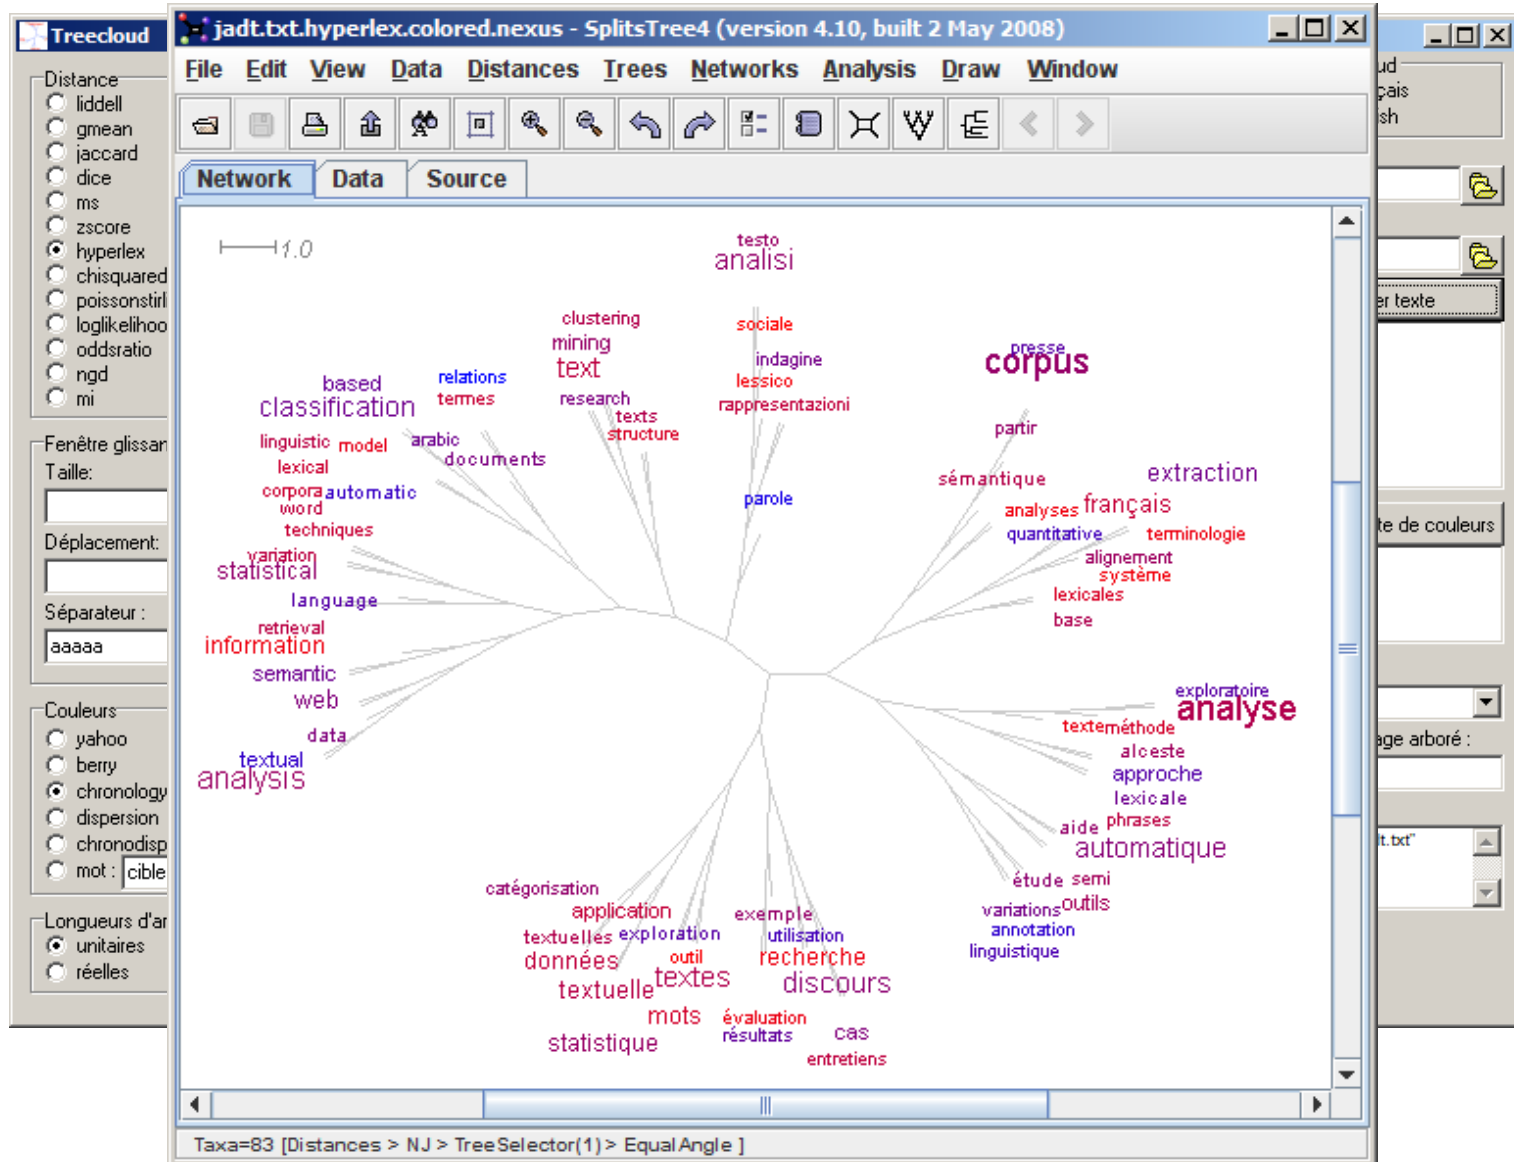 Treecloud
Distance
liddell
gmean
jaccard
dice
ms
zscore
hyperlex
chisquared
poissonstirl
loglikelihoo
oddsratio
ngd
mi
Fenêtre glissan
Taille:
Déplacement:
Séparateur :
aaaaa
Couleurs
yahoo
berry
chronology
dispersion
chronodisp
mot : cible
Longueurs d'ar
unitaires
réelles
jadt.txt.hyperlex.colored.nexus - SplitsTree4 (version 4.10, built 2 May 2008)
File Edit View Data Distances Trees Networks Analysis Draw Window
Network Data Source
1.0
testo
analisi
sociale
indagine
lessico
rappresentazioni
parole
clustering
mining
text
research
texts
structure
relations
termes
based
classification
arabic
documents
linguistic model
lexical
corpora automatic
word
techniques
variation
statistical
language
retrieval
information
semantic
web
data
textual
analysis
presse
corpus
partir
sémantique
extraction
français
analyses
quantitative
terminologie
alignement
système
lexicales
base
exploratoire
analyse
texte méthode
alceste
approche
lexicale
phrases
aide
automatique
étude semi
outils
variations
annotation
linguistique
catégorisation
application
textuelles exploration
données
outil
textuelle textes
mots
statistique
exemple
utilisation
recherche
discours
évaluation
résultats
cas
entretiens
Taxa=83 [Distances > NJ > TreeSelector(1) > EqualAngle ]
ud
çais
sh
er texte
te de couleurs
age arboré :
lt.txt"